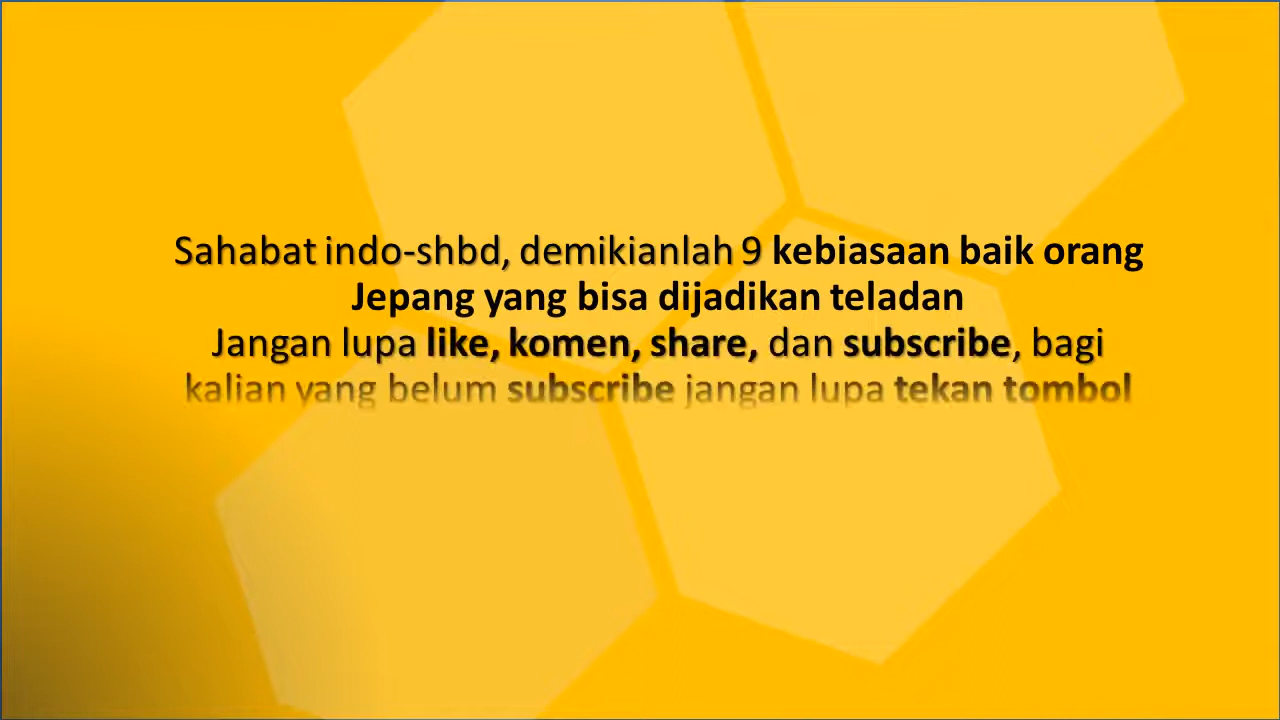 Sahabat indo-shbd, demikianlah 9 kebiasaan baik orang
Jepang yang bisa dijadikan teladan
Jangan lupa like, komen, share, dan subscribe, bagi
kalian yang belum subscribe jangan lupa tekan tombol